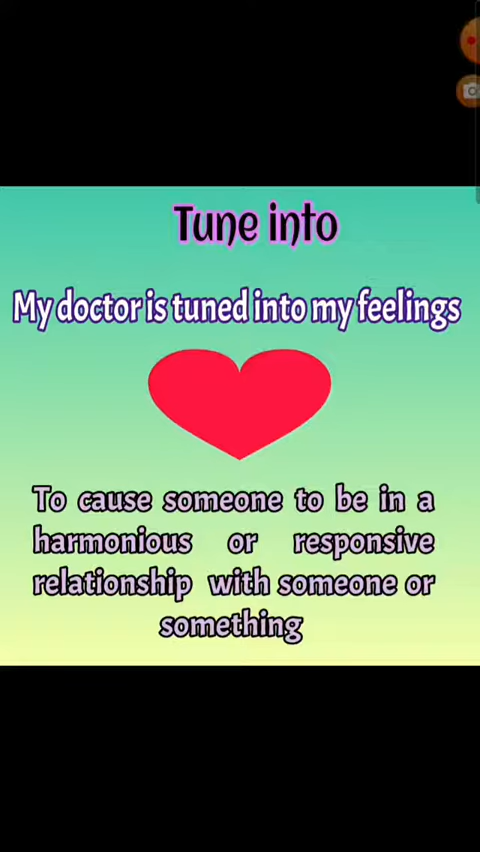 Tune into
My doctor is tuned into my feelings
To cause someone to be in a
harmonious or responsive
relationship with someone or
something